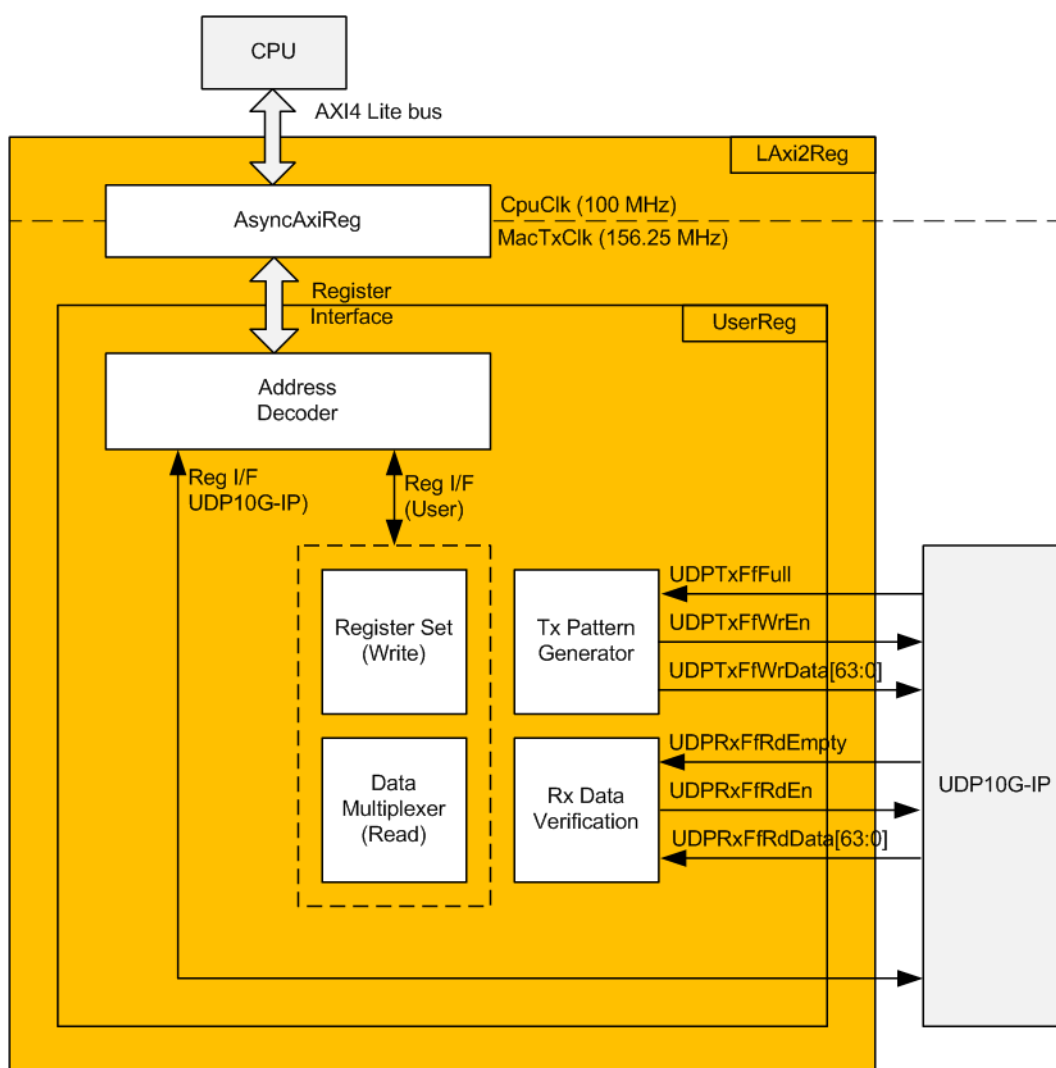 CPU
AXI4 Lite bus
LAxi2Reg
AsyncAxiReg
CpuClk (100 MHz)
MacTxClk (156.25 MHz)
Register
Interface
UserReg
Address
Decoder
Reg I/F
UDP10G-IP)
Reg I/F
(User)
Register Set
(Write)
Tx Pattern
Generator
UDPTxFfFull
UDPTxFfWrEn
UDPTxFfWrData[63:0]
Data
Multiplexer
(Read)
Rx Data
Verification
UDPRxFfRdEmpty
UDPRxFfRdEn
UDPRxFfRdData[63:0]
UDP10G-IP